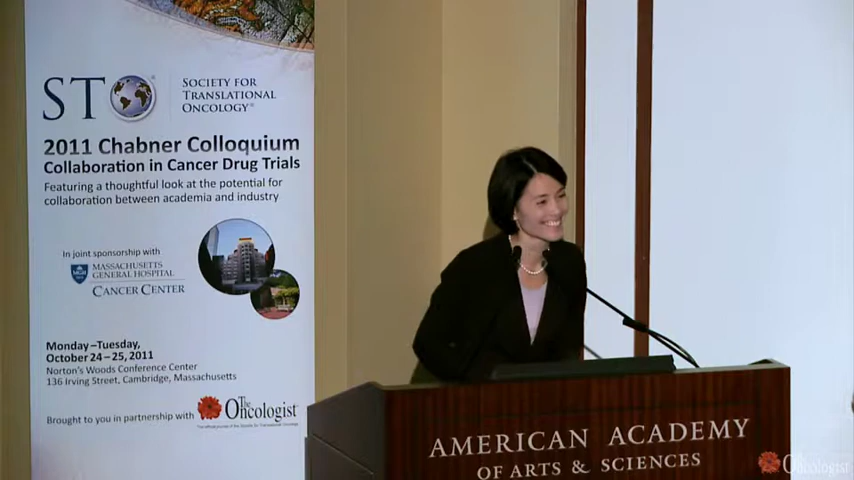 STO
SOCIETY FOR
TRANSLATIONAL
ONCOLOGY®
2011 Chabner Colloquium
Collaboration in Cancer Drug Trials
Featuring a thoughtful look at the potential for
collaboration between academia and industry
In joint sponsorship with
MGH
MASSACHUSETTS
GENERAL HOSPITAL
CANCER CENTER
Monday–Tuesday,
October 24–25, 2011
Norton's Woods Conference Center
136 Irving Street, Cambridge, Massachusetts
Brought to you in partnership with
The
Oncologist®
AMERICAN ACADEMY
OF ARTS & SCIENCES
The
Oncologist